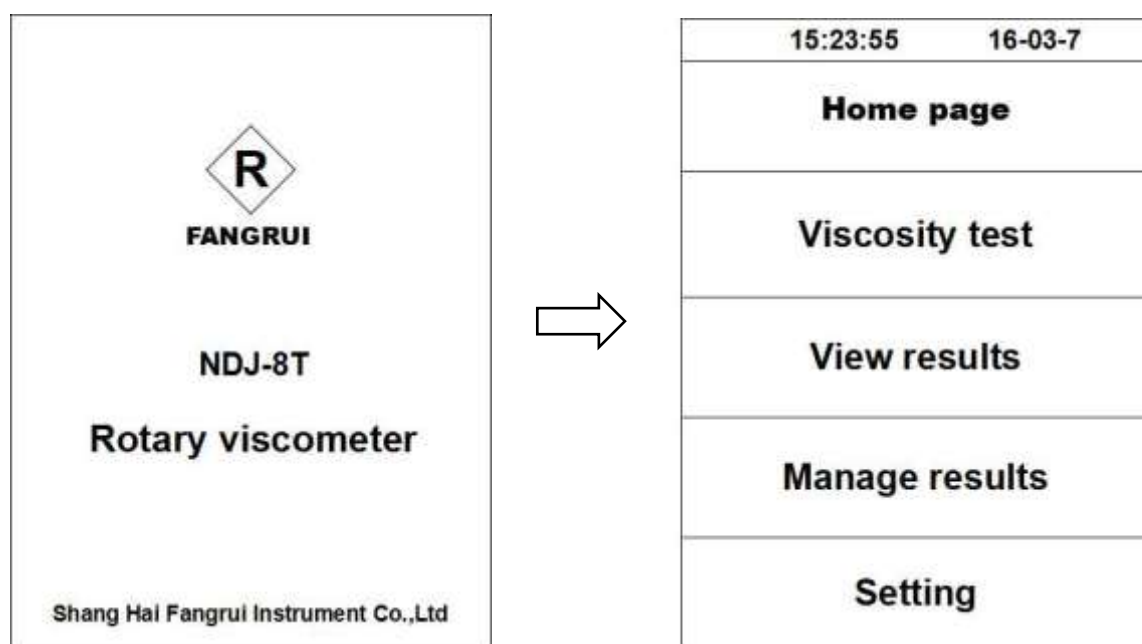 R
FANGRUI
NDJ-8T
Rotary viscometer
Shang Hai Fangrui Instrument Co.,Ltd
15:23:55 16-03-7
Home page
Viscosity test
View results
Manage results
Setting